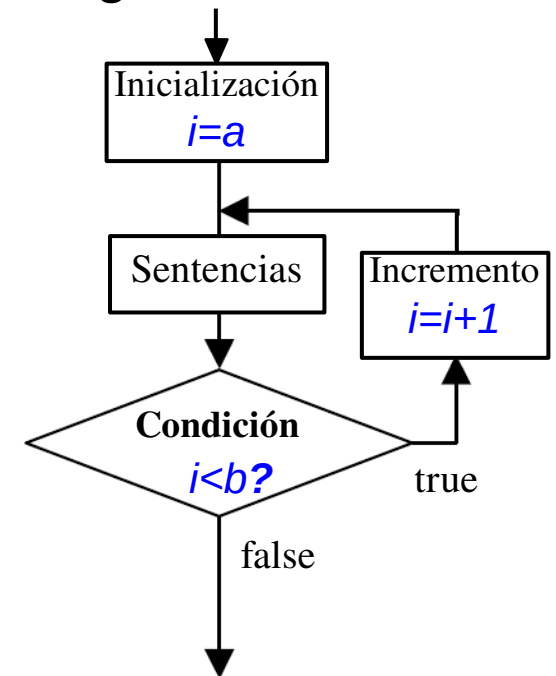 Inicialización
i=a
Sentencias
Incremento
i=i+1
Condición
i<b?
true
false